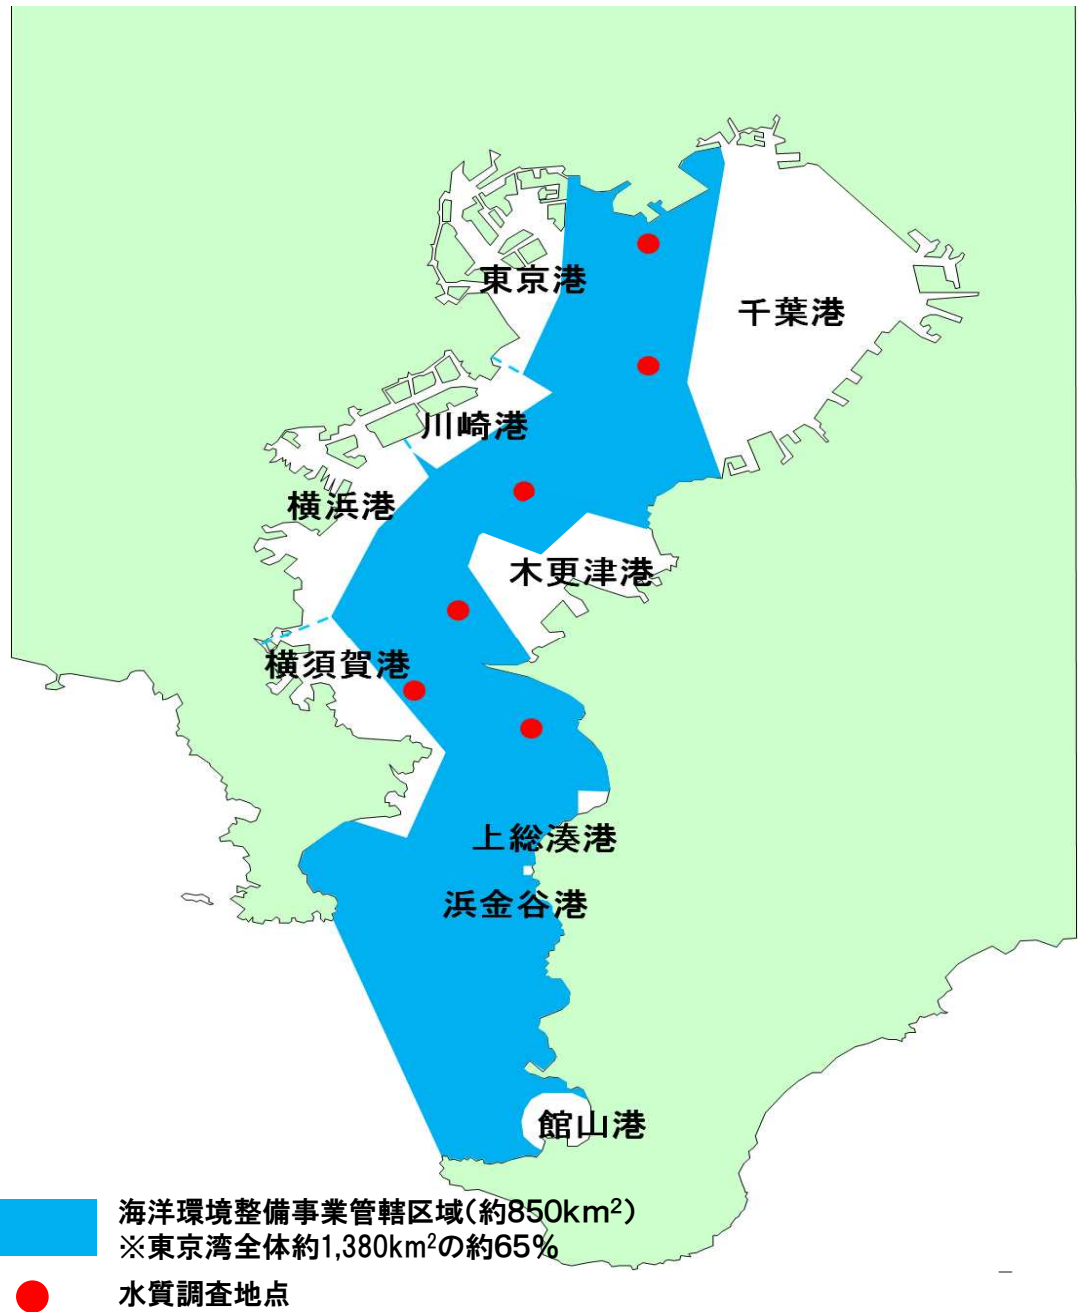 東京港
千葉港
川崎港
横浜港
木更津港
横須賀港
上総湊港
浜金谷港
館山港
海洋環境整備事業管轄区域(約850km²)
※東京湾全体約1,380km²の約65%
水質調査地点